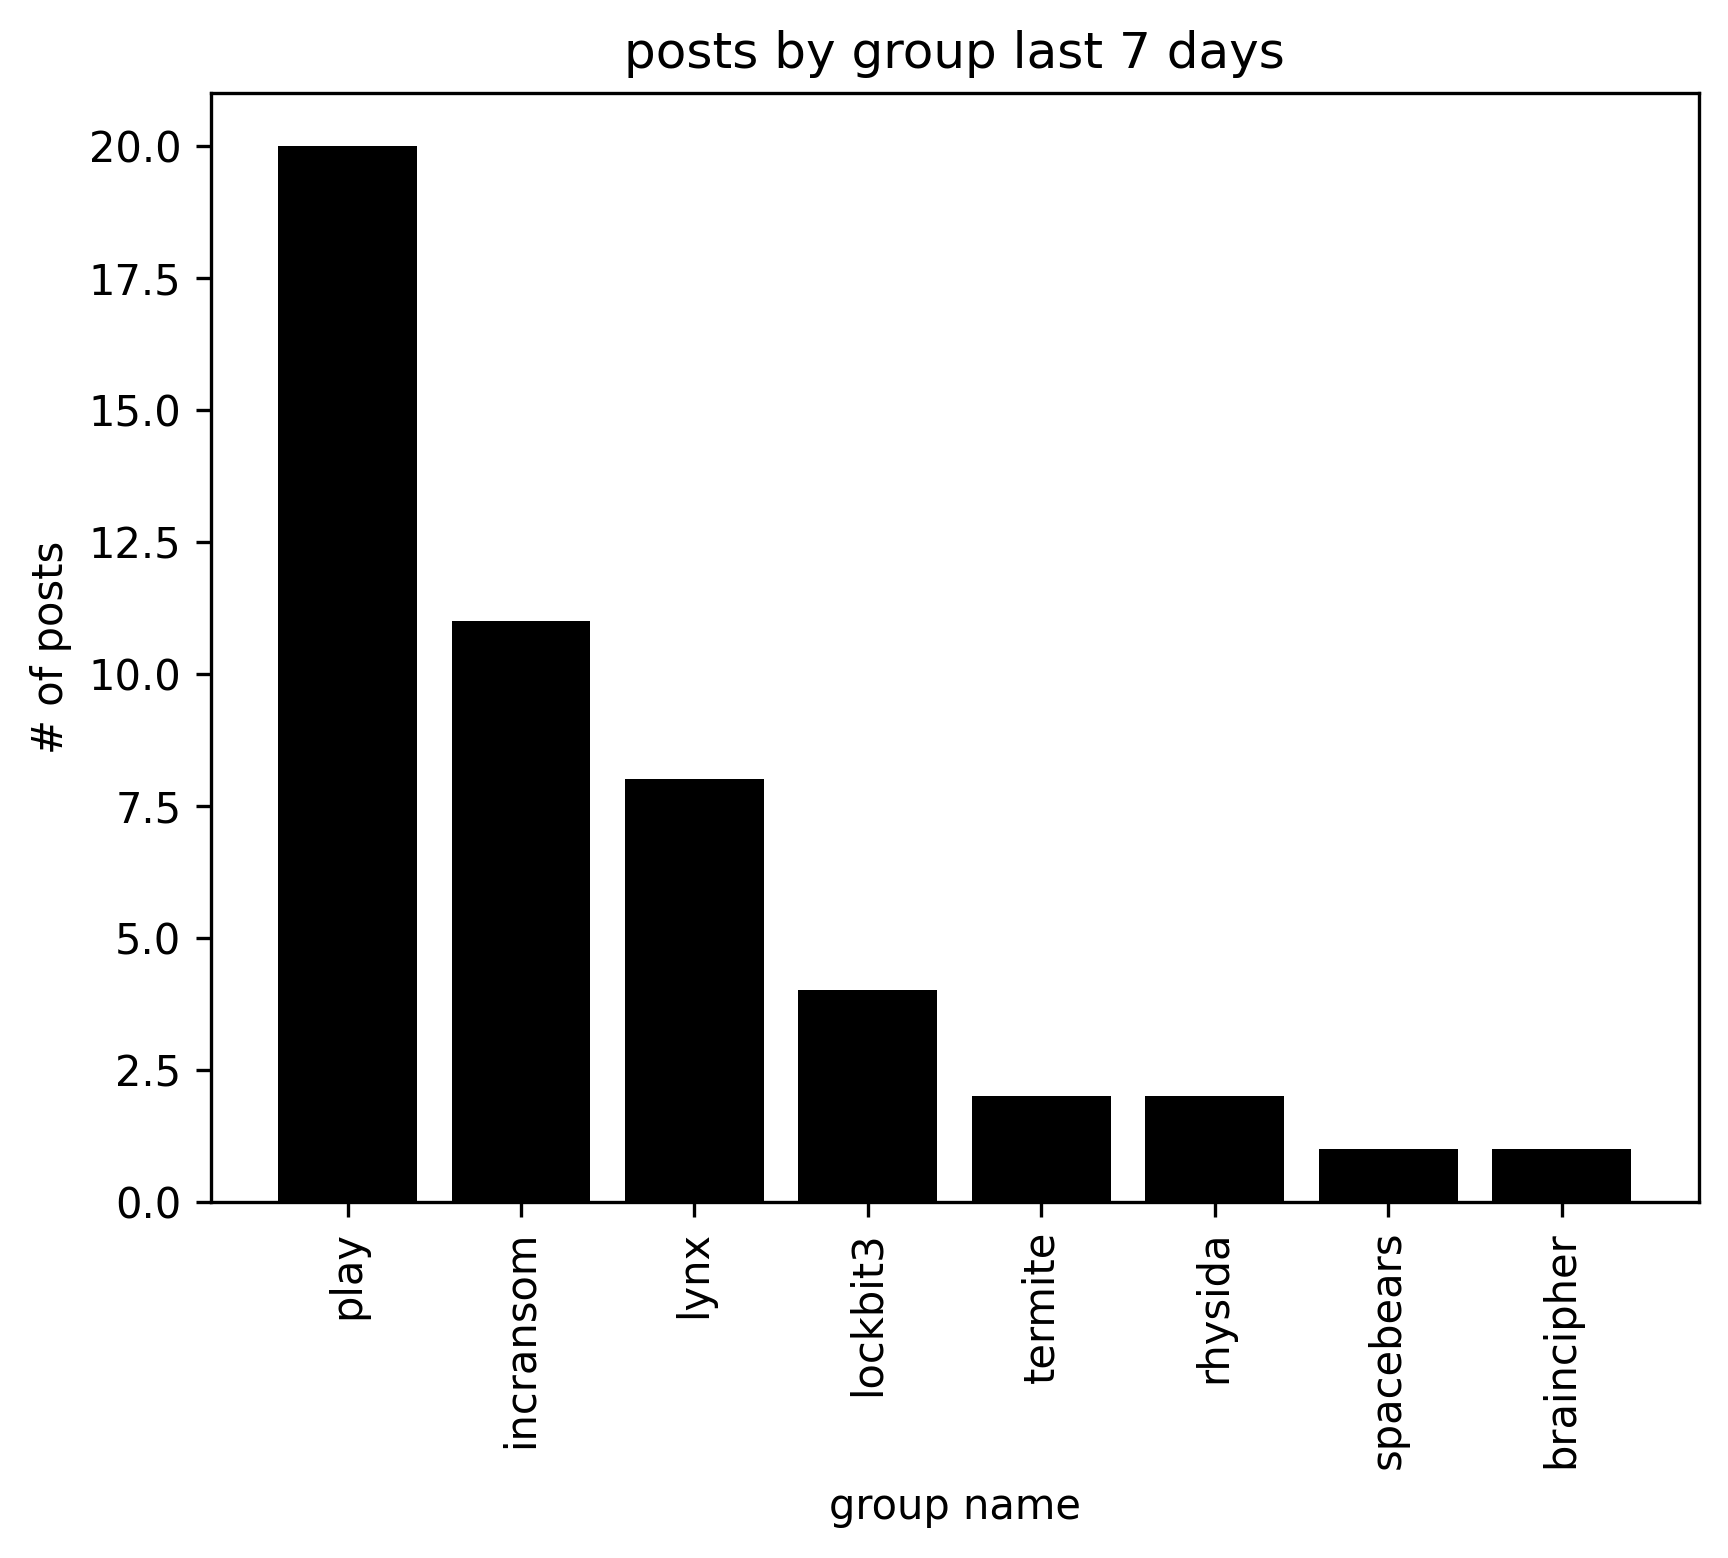 posts by group last 7 days
# of posts
20.0
17.5
15.0
12.5
10.0
7.5
5.0
2.5
0.0
play
incransom
lynx
lockbit3
termite
rhysida
spacebears
braincipher
group name